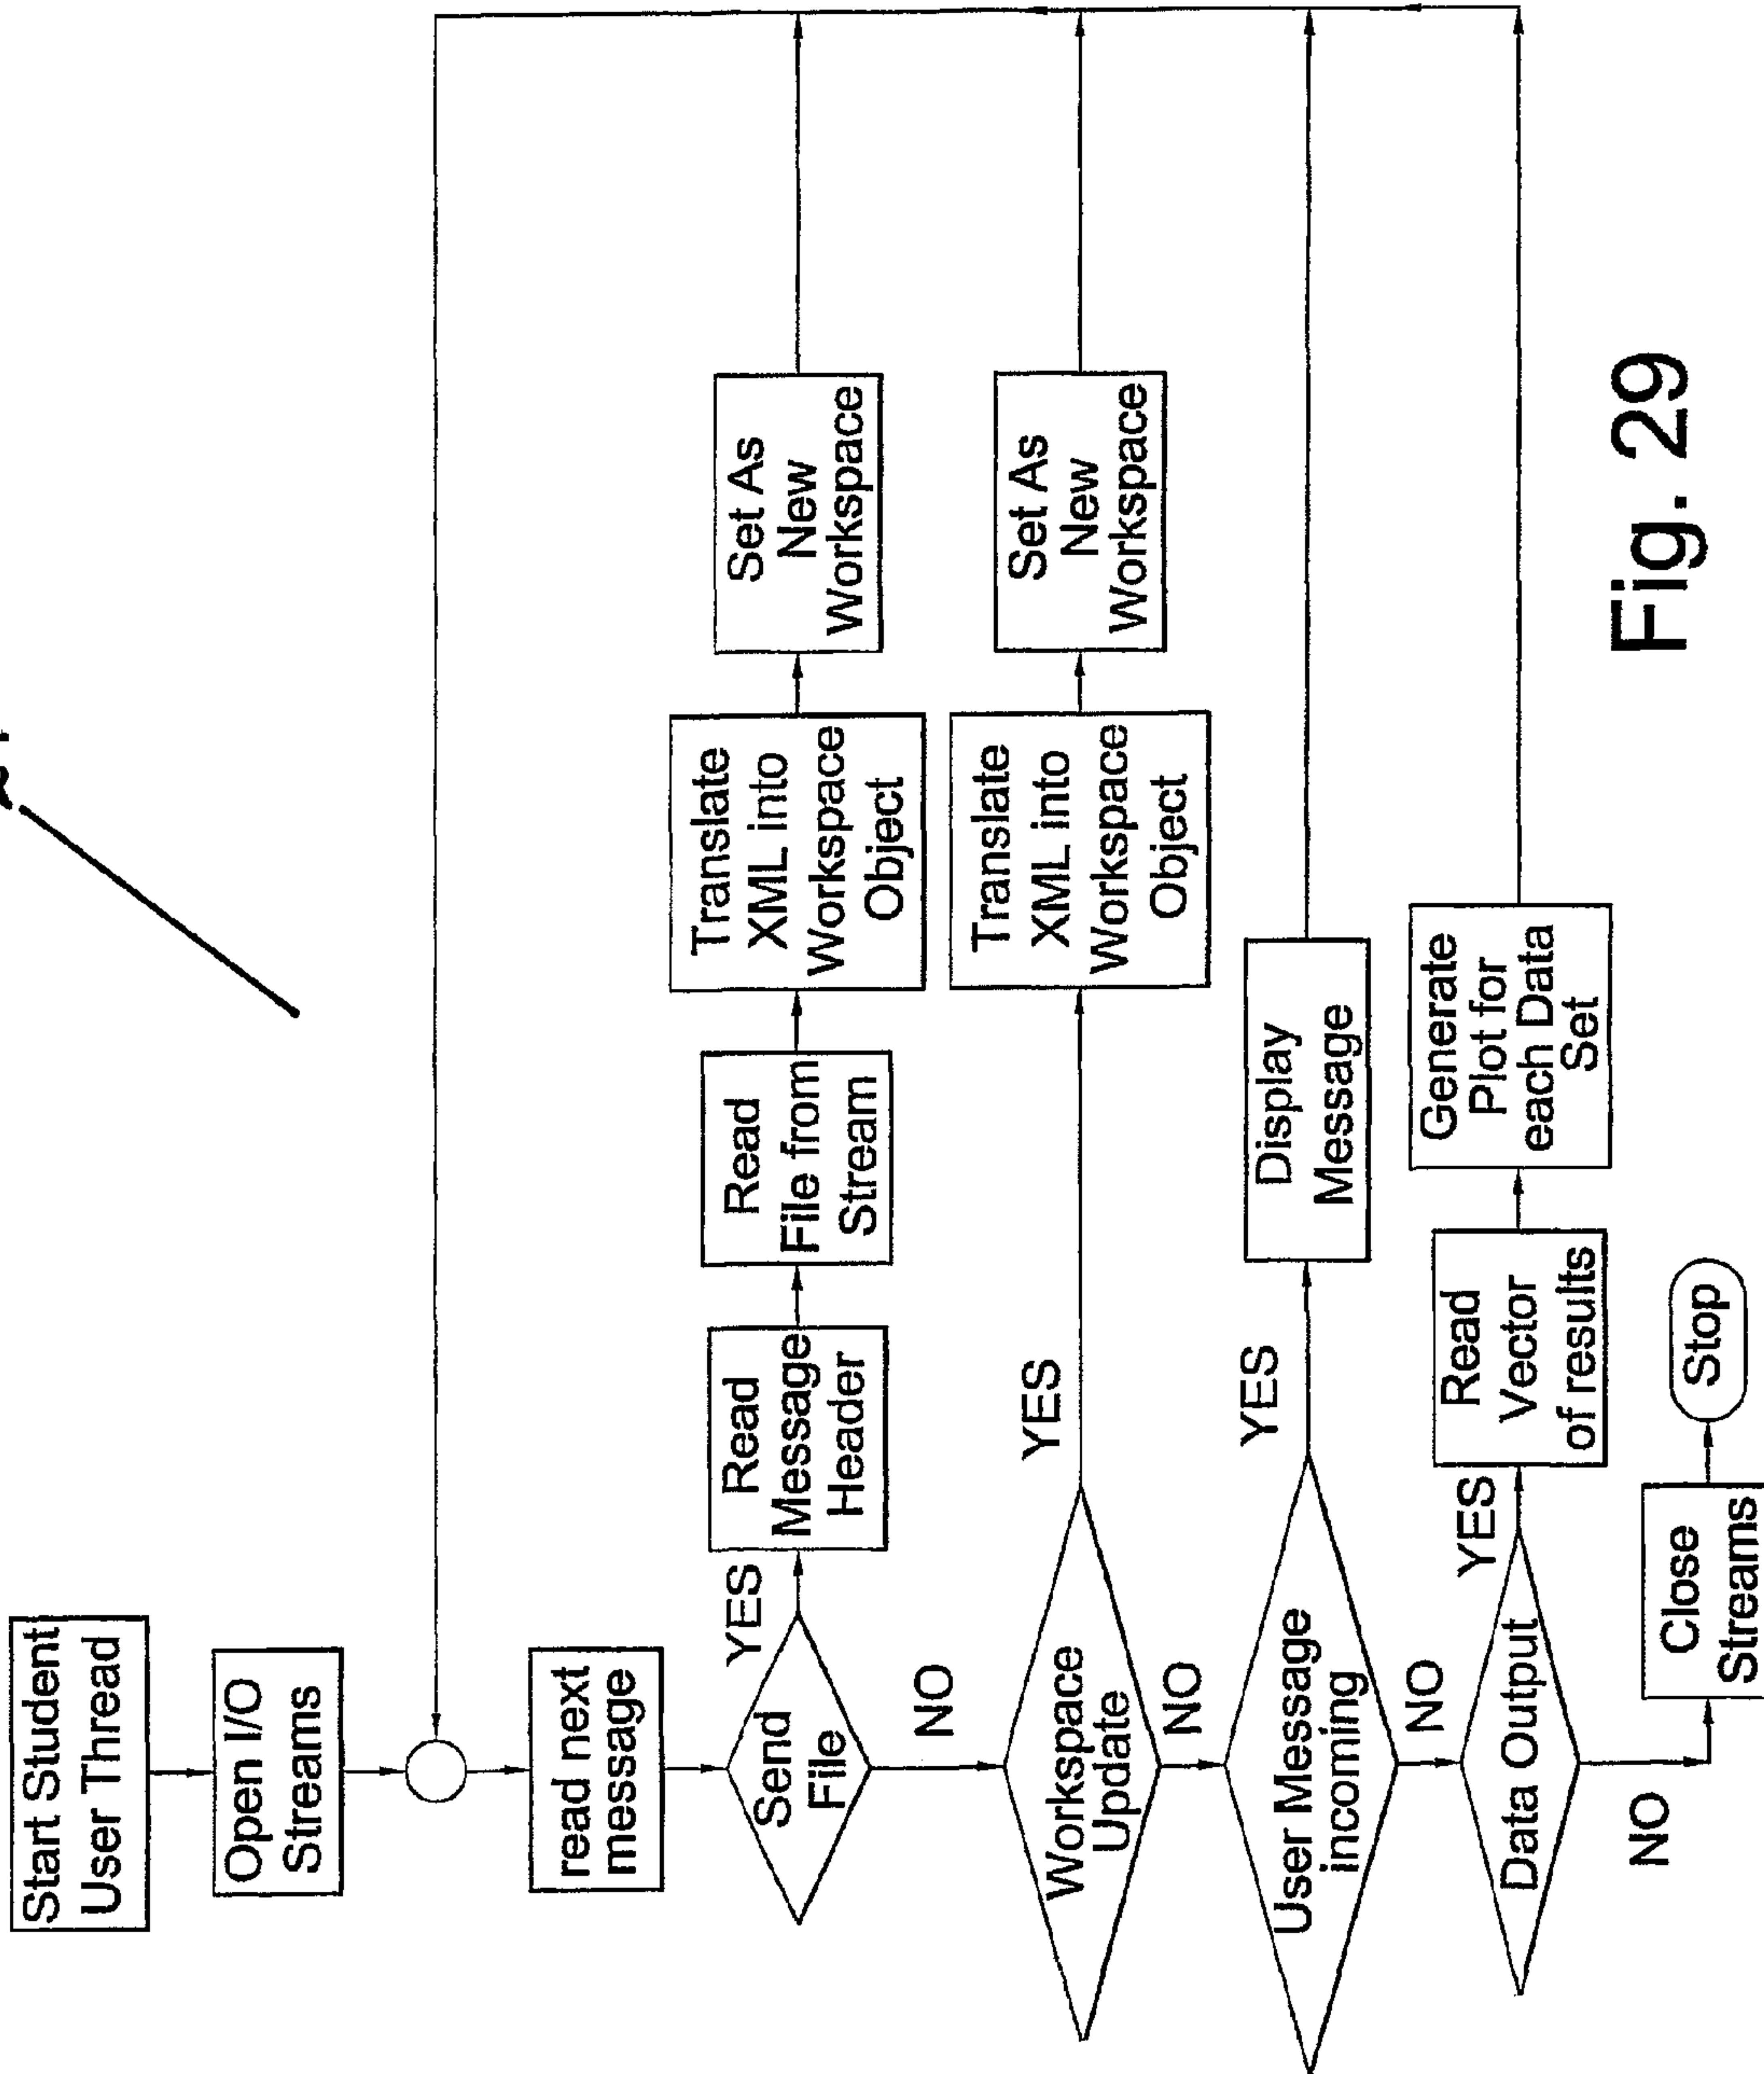 Start Student
User Thread
Open I/O
Streams
read next
message
Send
File
YES
Read
Message
Header
Read
File from
Stream
Translate
XML into
Workspace
Object
Set As
New
Workspace
NO
Workspace
Update
YES
Translate
XML into
Workspace
Object
Set As
New
Workspace
NO
User Message
incoming
YES
Display
Message
NO
Data Output
YES
Read
Vector
of results
Generate
Plot for
each Data
Set
NO
Close
Streams
Stop
Fig. 29